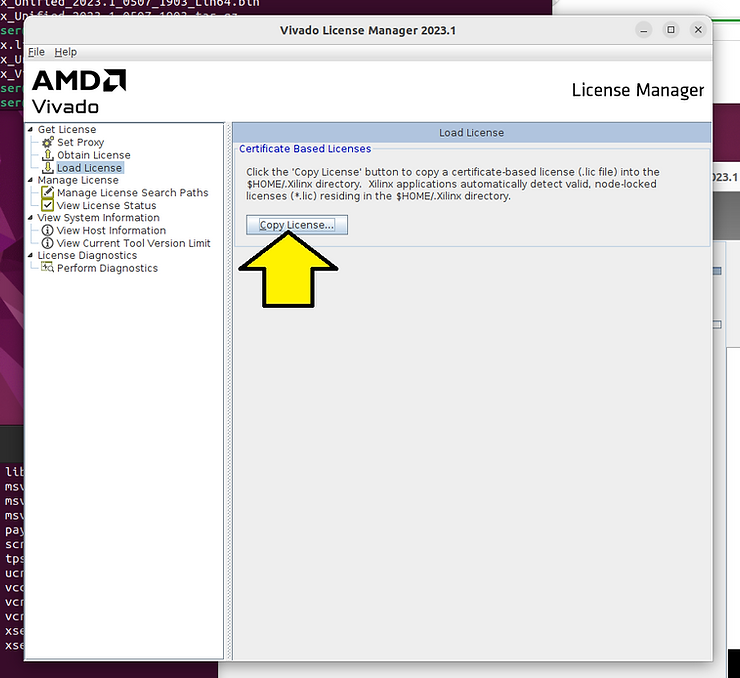 x_Unified_2023.1_0507_1903_Lin64.bin
x_Unified_2023.1_0507_1903.tar.gz
Vivado License Manager 2023.1
File Help
AMD
Vivado
License Manager
Get License
Set Proxy
Obtain License
Load License
Manage License
Manage License Search Paths
View License Status
View System Information
View Host Information
View Current Tool Version Limit
License Diagnostics
Perform Diagnostics
Load License
Certificate Based Licenses
Click the 'Copy License' button to copy a certificate-based license (.lic file) into the
$HOME/.Xilinx directory. Xilinx applications automatically detect valid, node-locked
licenses (*.lic) residing in the $HOME/.Xilinx directory.
Copy License...
023.1
lib
msv
msv
msv
pay
scr
tps
ucr
vcc
vcr
vcr
xse
xse